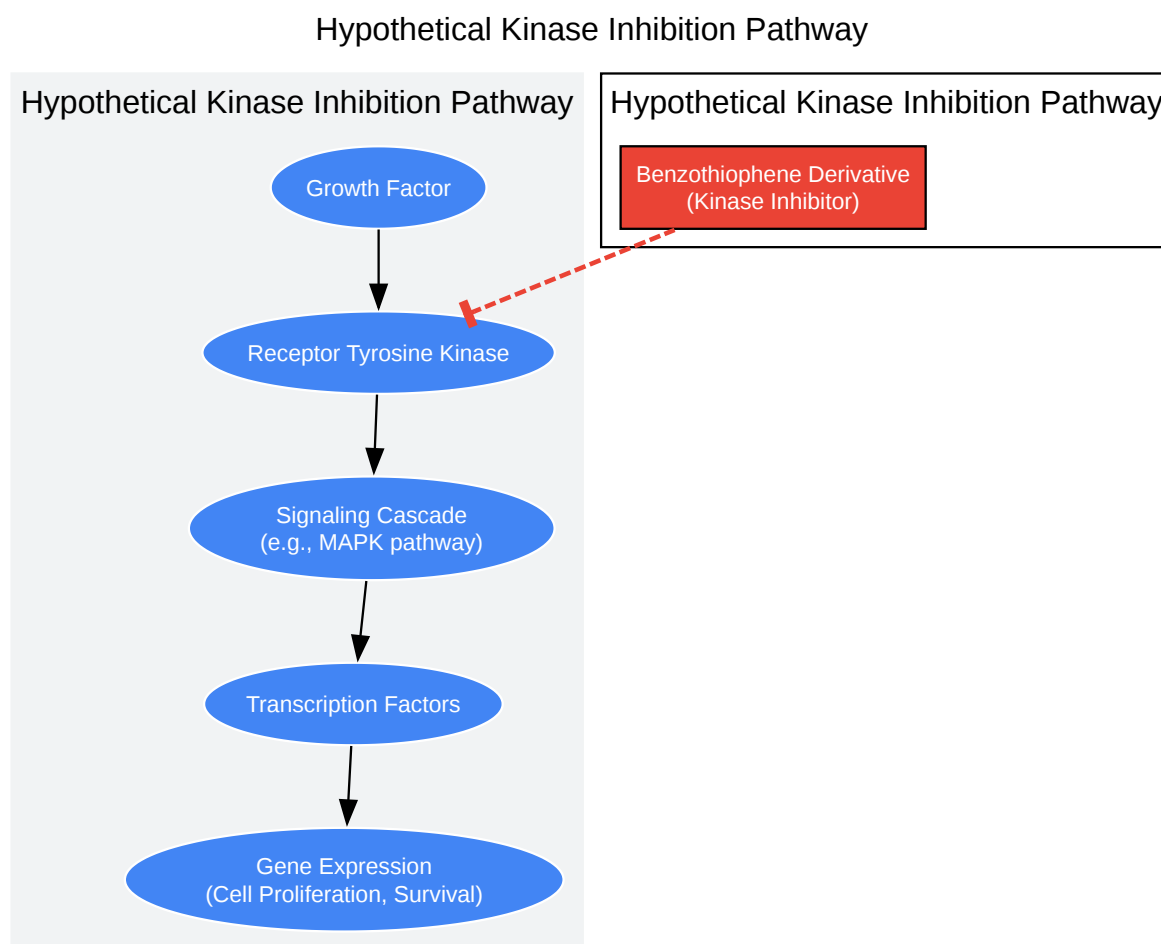 Hypothetical Kinase Inhibition Pathway
Hypothetical Kinase Inhibition Pathway
Growth Factor
Receptor Tyrosine Kinase
Signaling Cascade
(e.g., MAPK pathway)
Transcription Factors
Gene Expression
(Cell Proliferation, Survival)
Hypothetical Kinase Inhibition Pathway
Benzothiophene Derivative
(Kinase Inhibitor)